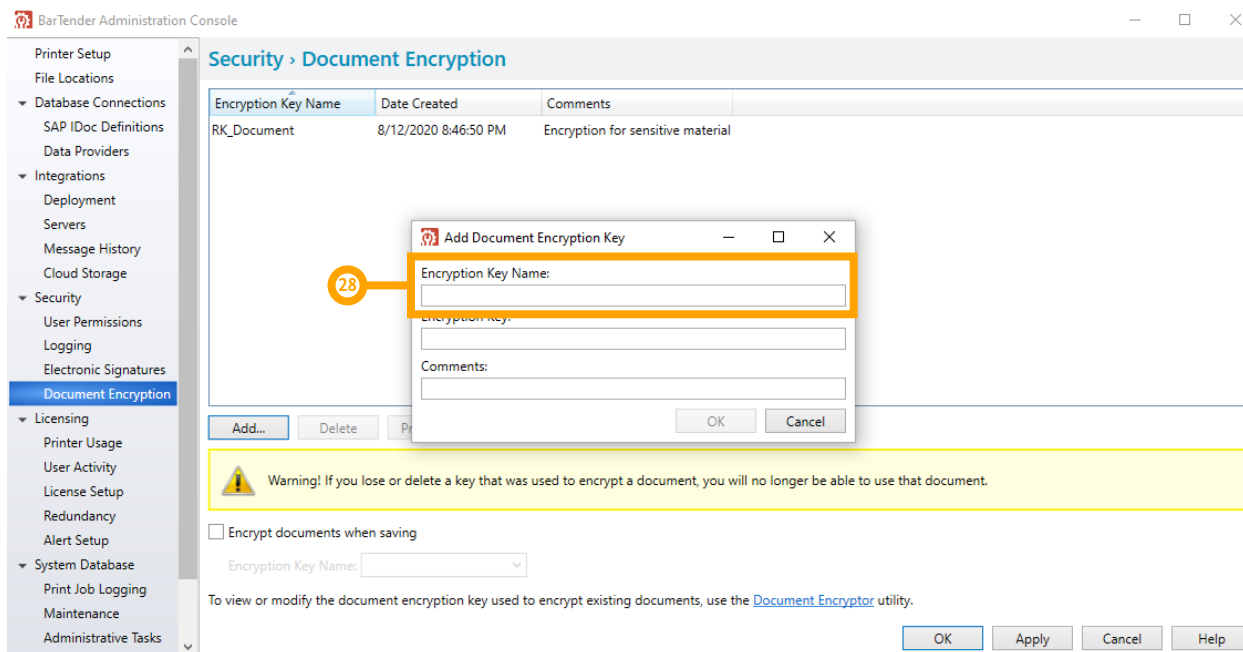 BarTender Administration Console
Printer Setup
File Locations
Database Connections
SAP IDoc Definitions
Data Providers
Integrations
Deployment
Servers
Message History
Cloud Storage
Security
User Permissions
Logging
Electronic Signatures
Document Encryption
Licensing
Printer Usage
User Activity
License Setup
Redundancy
Alert Setup
System Database
Print Job Logging
Maintenance
Administrative Tasks
Security › Document Encryption
Encryption Key Name Date Created Comments
RK_Document 8/12/2020 8:46:50 PM Encryption for sensitive material
Add Document Encryption Key
28
Encryption Key Name:
Encryption Key:
Comments:
OK Cancel
Add... Delete
Warning! If you lose or delete a key that was used to encrypt a document, you will no longer be able to use that document.
Encrypt documents when saving
Encryption Key Name:
To view or modify the document encryption key used to encrypt existing documents, use the Document Encryptor utility.
OK Apply Cancel Help